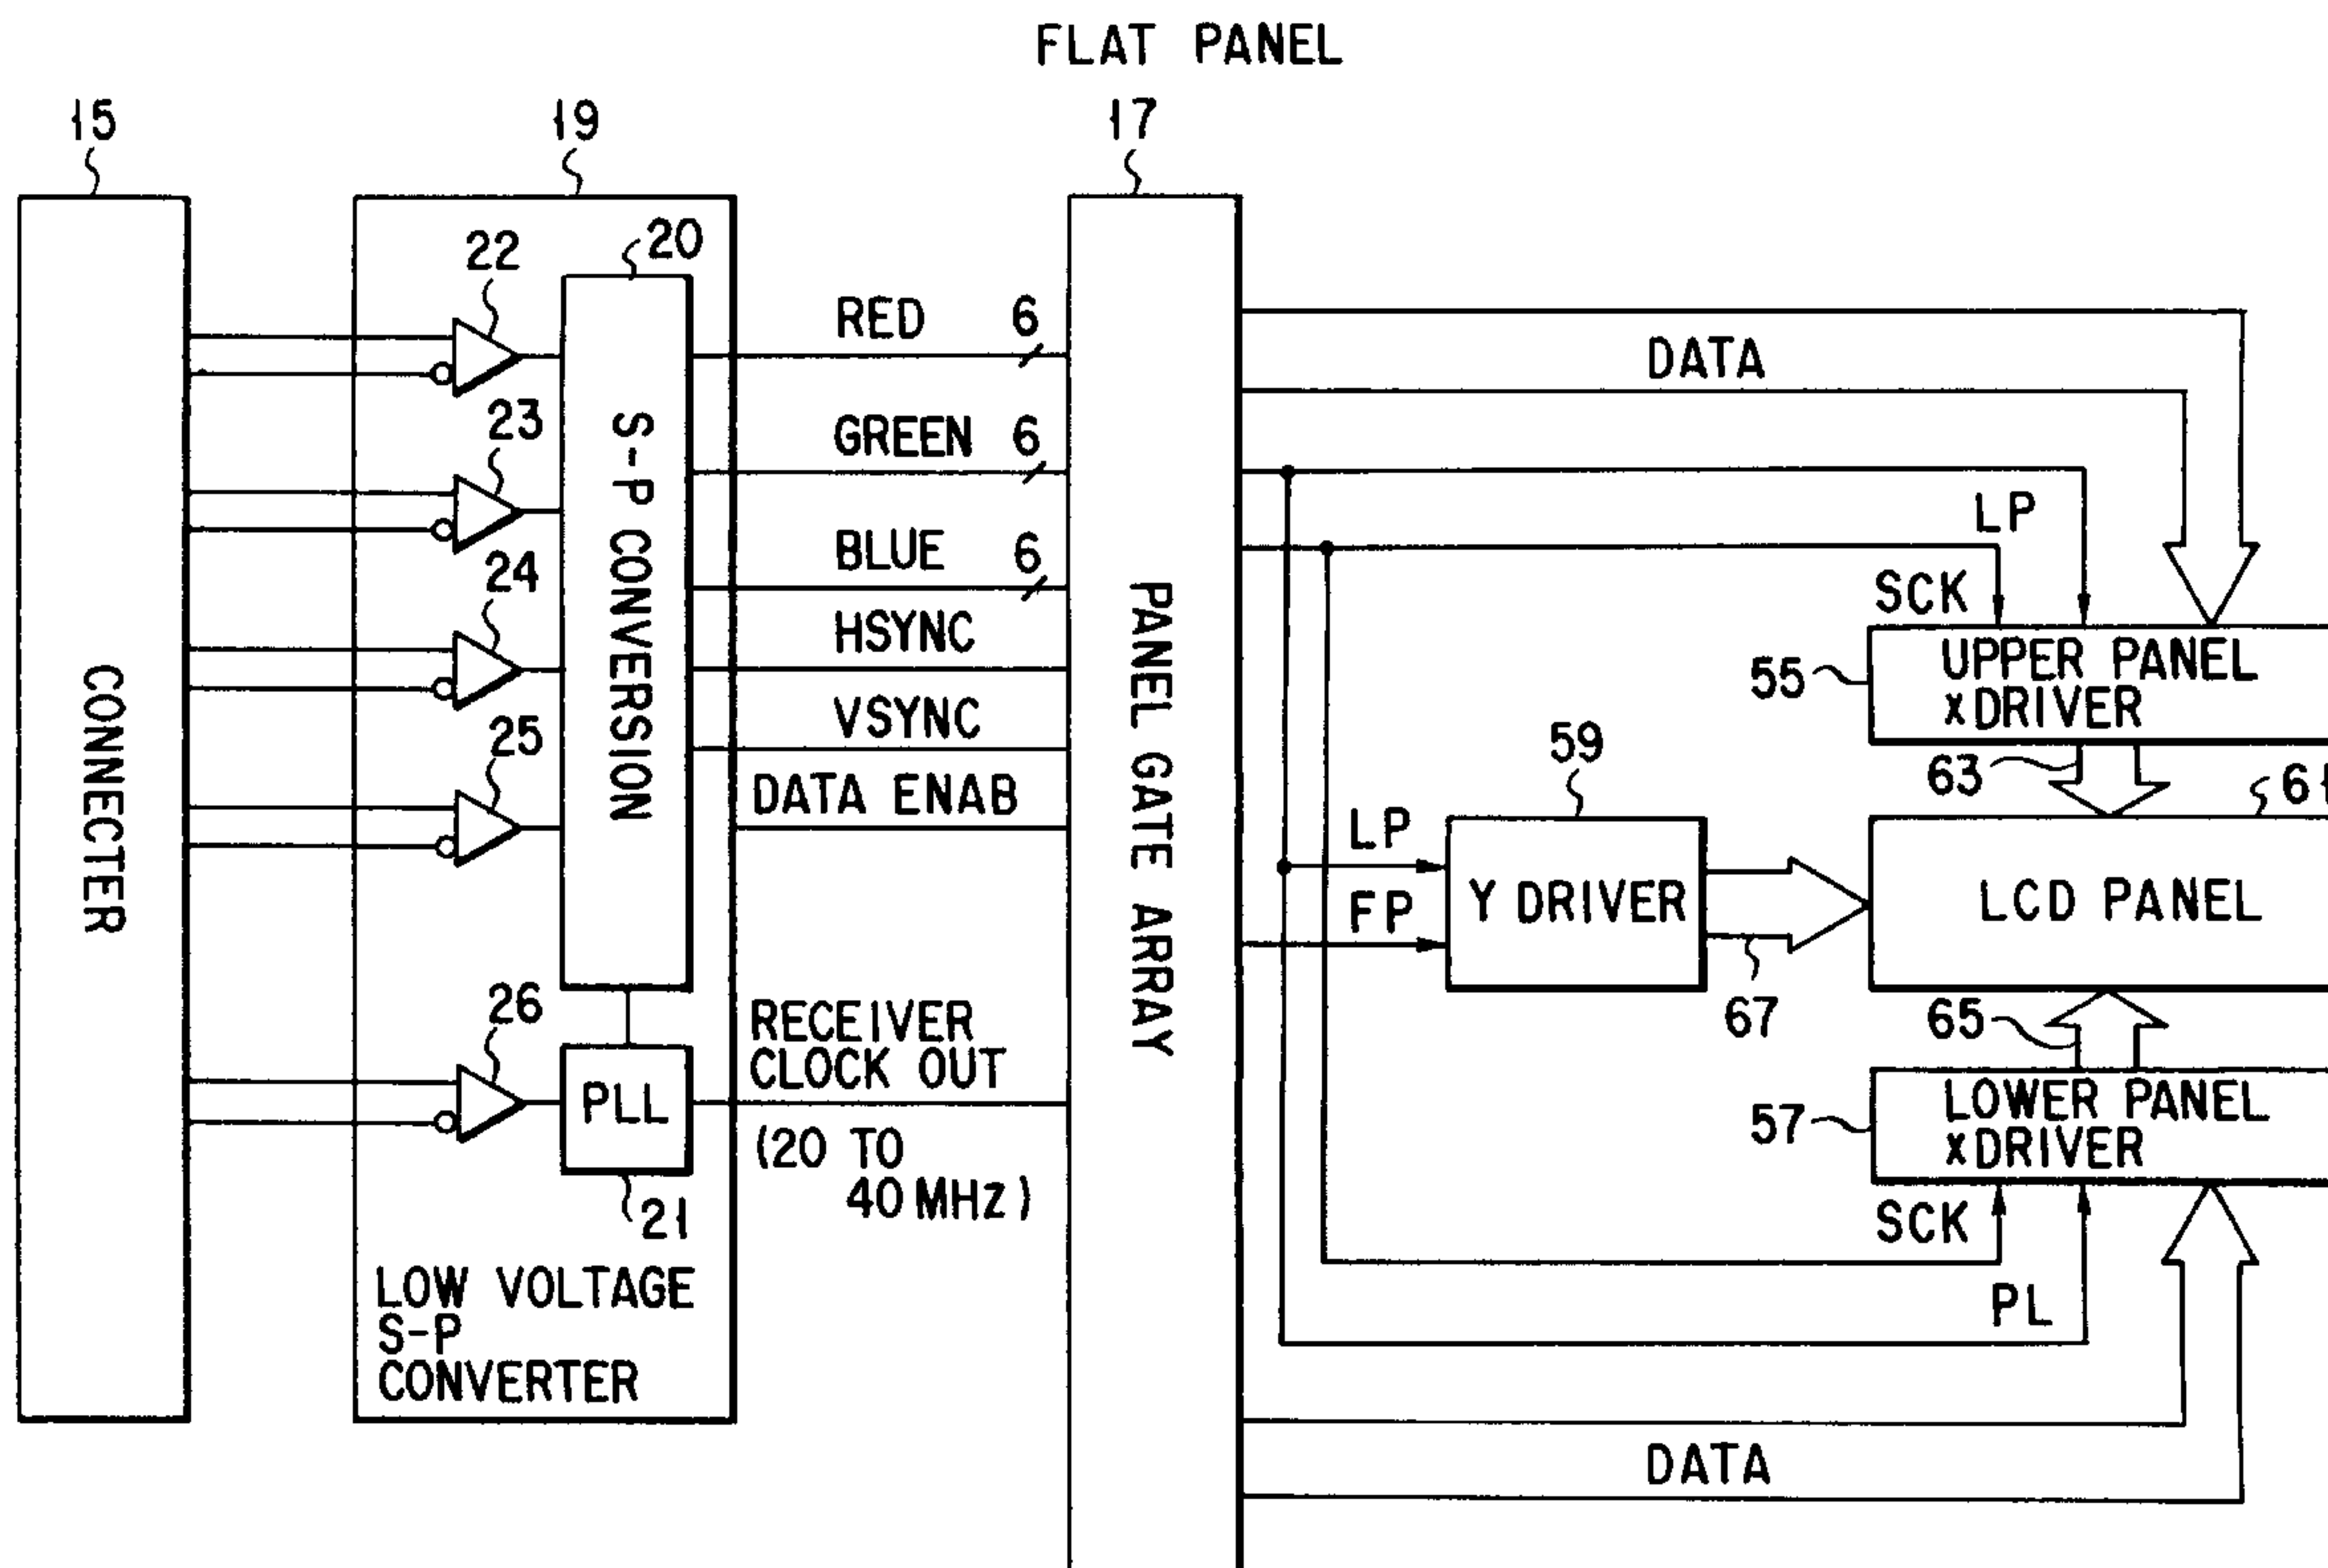 FLAT PANEL
15
19
17
22
20
23
24
25
26
21
CONNECTER
S-P CONVERSION
PLL
LOW VOLTAGE
S-P
CONVERTER
RED 6
GREEN 6
BLUE 6
HSYNC
VSYNC
DATA ENAB
RECEIVER
CLOCK OUT
(20 TO
40 MHz)
PANEL GATE ARRAY
DATA
LP
SCK
55
UPPER PANEL
X DRIVER
63
59
LP
FP
Y DRIVER
67
LCD PANEL
65
57
LOWER PANEL
X DRIVER
SCK
PL
DATA